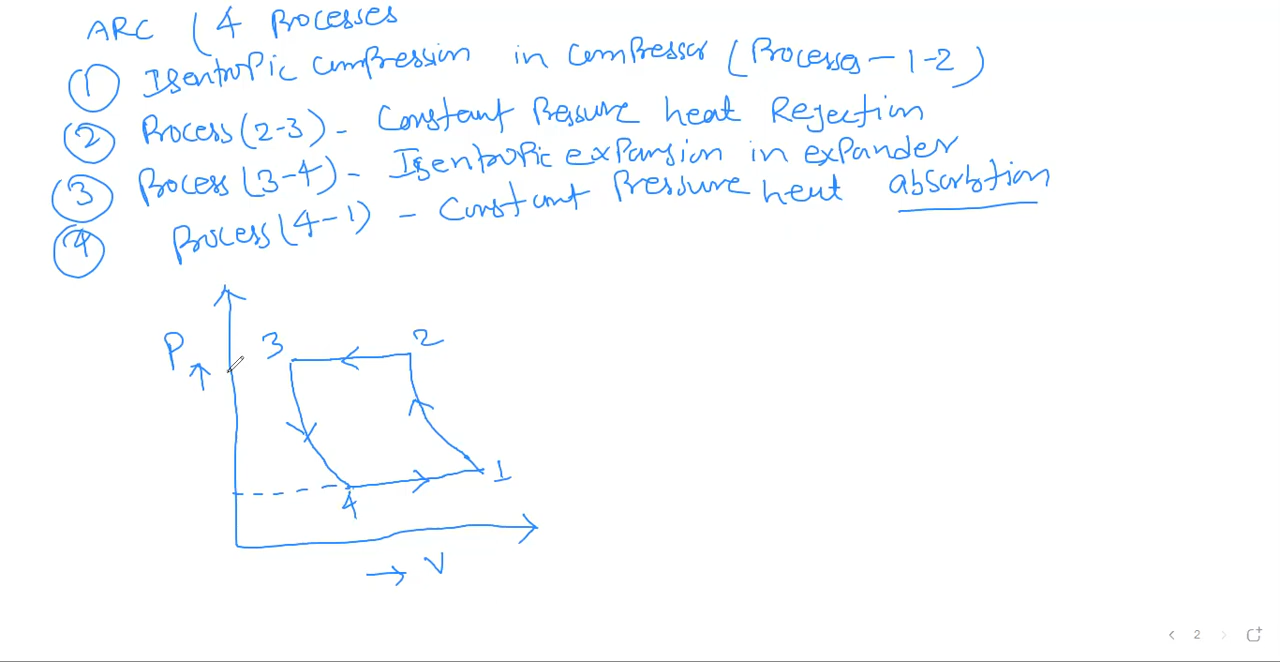 ARC (4 Processes
① Isentropic compression in compressor (Process - 1-2)
② Process (2-3) - Constant Pressure heat Rejection
③ Process (3-4) - Isentropic expansion in expander
④ Process (4-1) - Constant Pressure heat absorbtion
3 2
P ↑
1
4
→ V
2